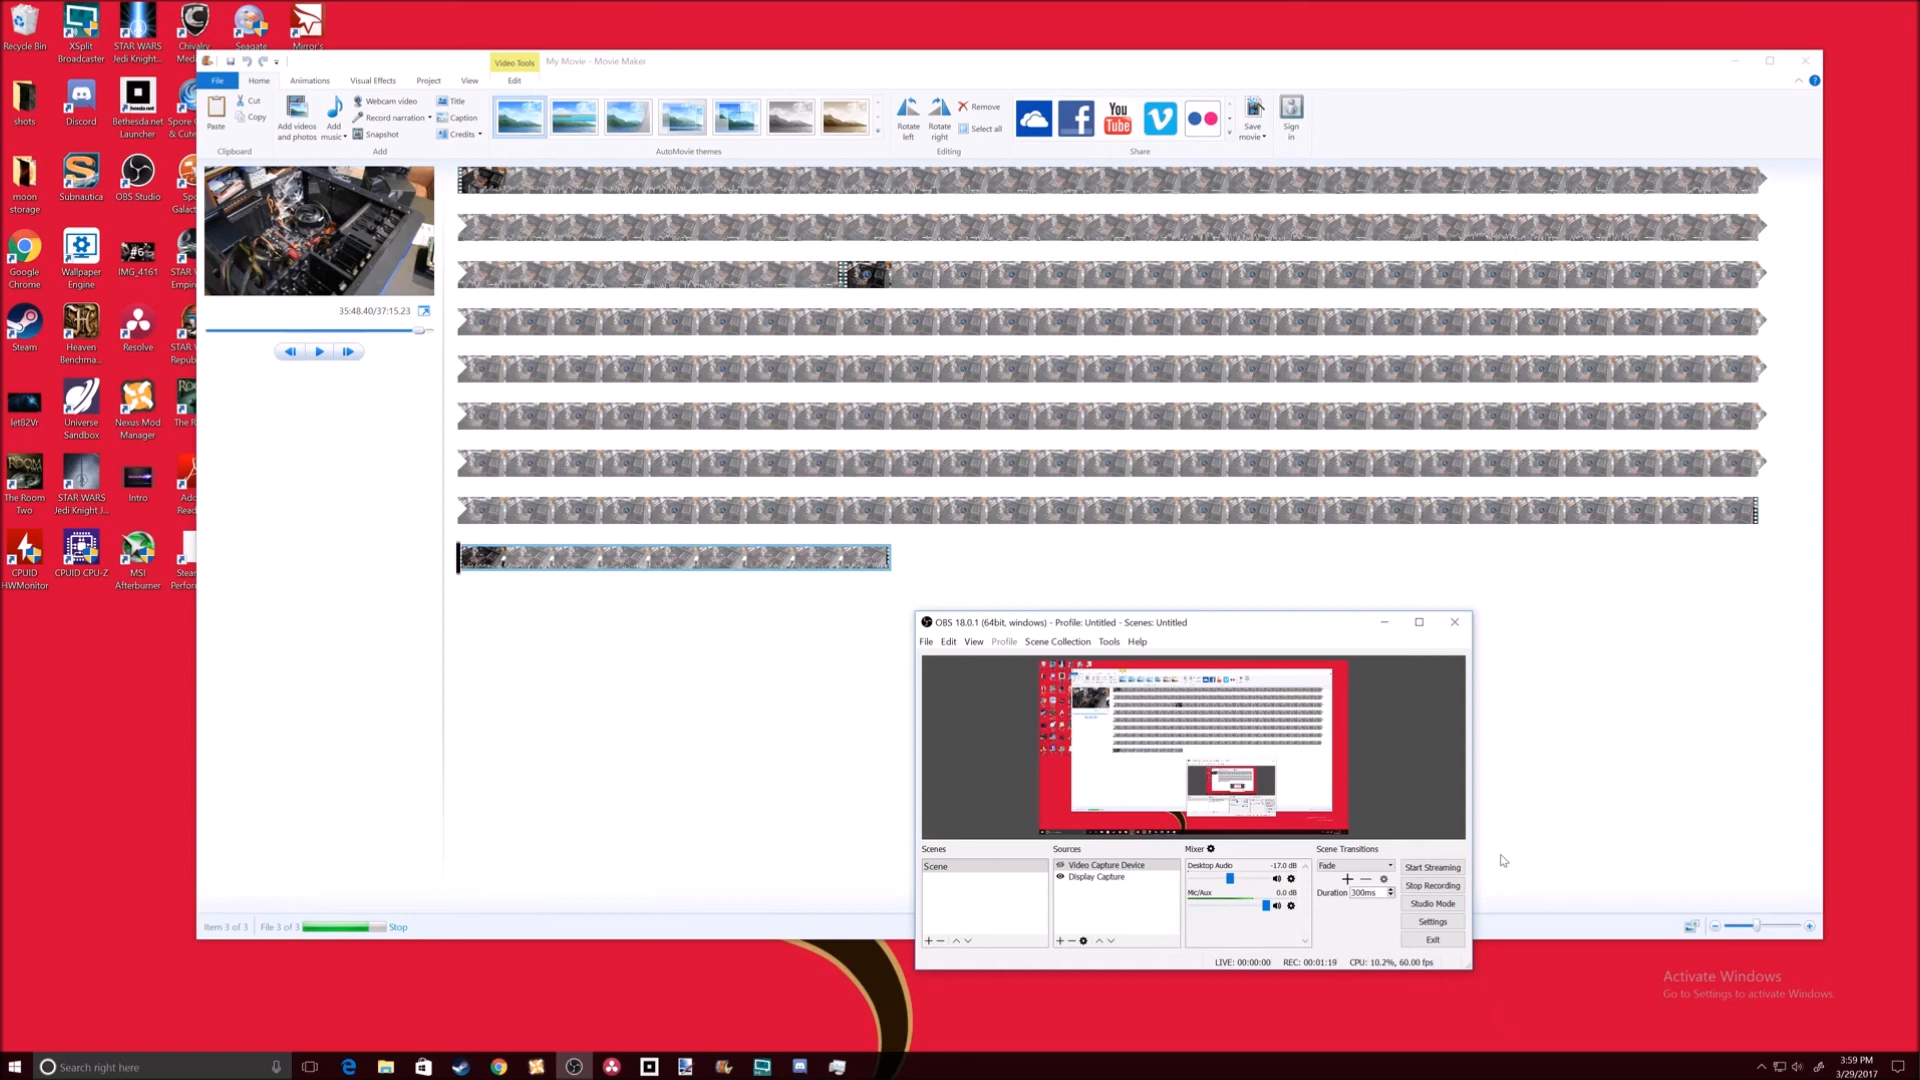 Recycle Bin
XSplit Broadcaster
STAR WARS Jedi Knight...
Chivalry
Seagate
Mirror's
shots
Discord
Bethesda.net Launcher
moon storage
Subnautica
OBS Studio
Google Chrome
Wallpaper Engine
#6
IMG_4161
Steam
Heaven Benchma...
Resolve
let82Vr
Universe Sandbox
Nexus Mod Manager
ROOM TWO
The Room Two
STAR WARS Jedi Knight J...
Intro
CPUID HWMonitor
CPUID CPU-Z
MSI Afterburner
Video Tools
My Movie - Movie Maker
File
Home
Animations
Visual Effects
Project
View
Edit
Paste
Cut
Copy
Clipboard
Add videos and photos
Add music
Webcam video
Record narration
Snapshot
Title
Caption
Credits
Add
AutoMovie themes
Rotate left
Rotate right
Remove
Select all
Editing
You Tube
Share
Save movie
Sign in
35:48.40/37:15.23
Item 3 of 3
File 3 of 3
Stop
OBS 18.0.1 (64bit, windows) - Profile: Untitled - Scenes: Untitled
File Edit View Profile Scene Collection Tools Help
Scenes
Scene
Sources
Video Capture Device
Display Capture
Mixer
Desktop Audio -17.0 dB
Mic/Aux 0.0 dB
Scene Transitions
Fade
Duration 300ms
Start Streaming
Stop Recording
Studio Mode
Settings
Exit
LIVE: 00:00:00 REC: 00:01:19 CPU: 10.2%, 60.00 fps
Activate Windows
Go to Settings to activate Windows.
Search right here
3:59 PM
3/29/2017